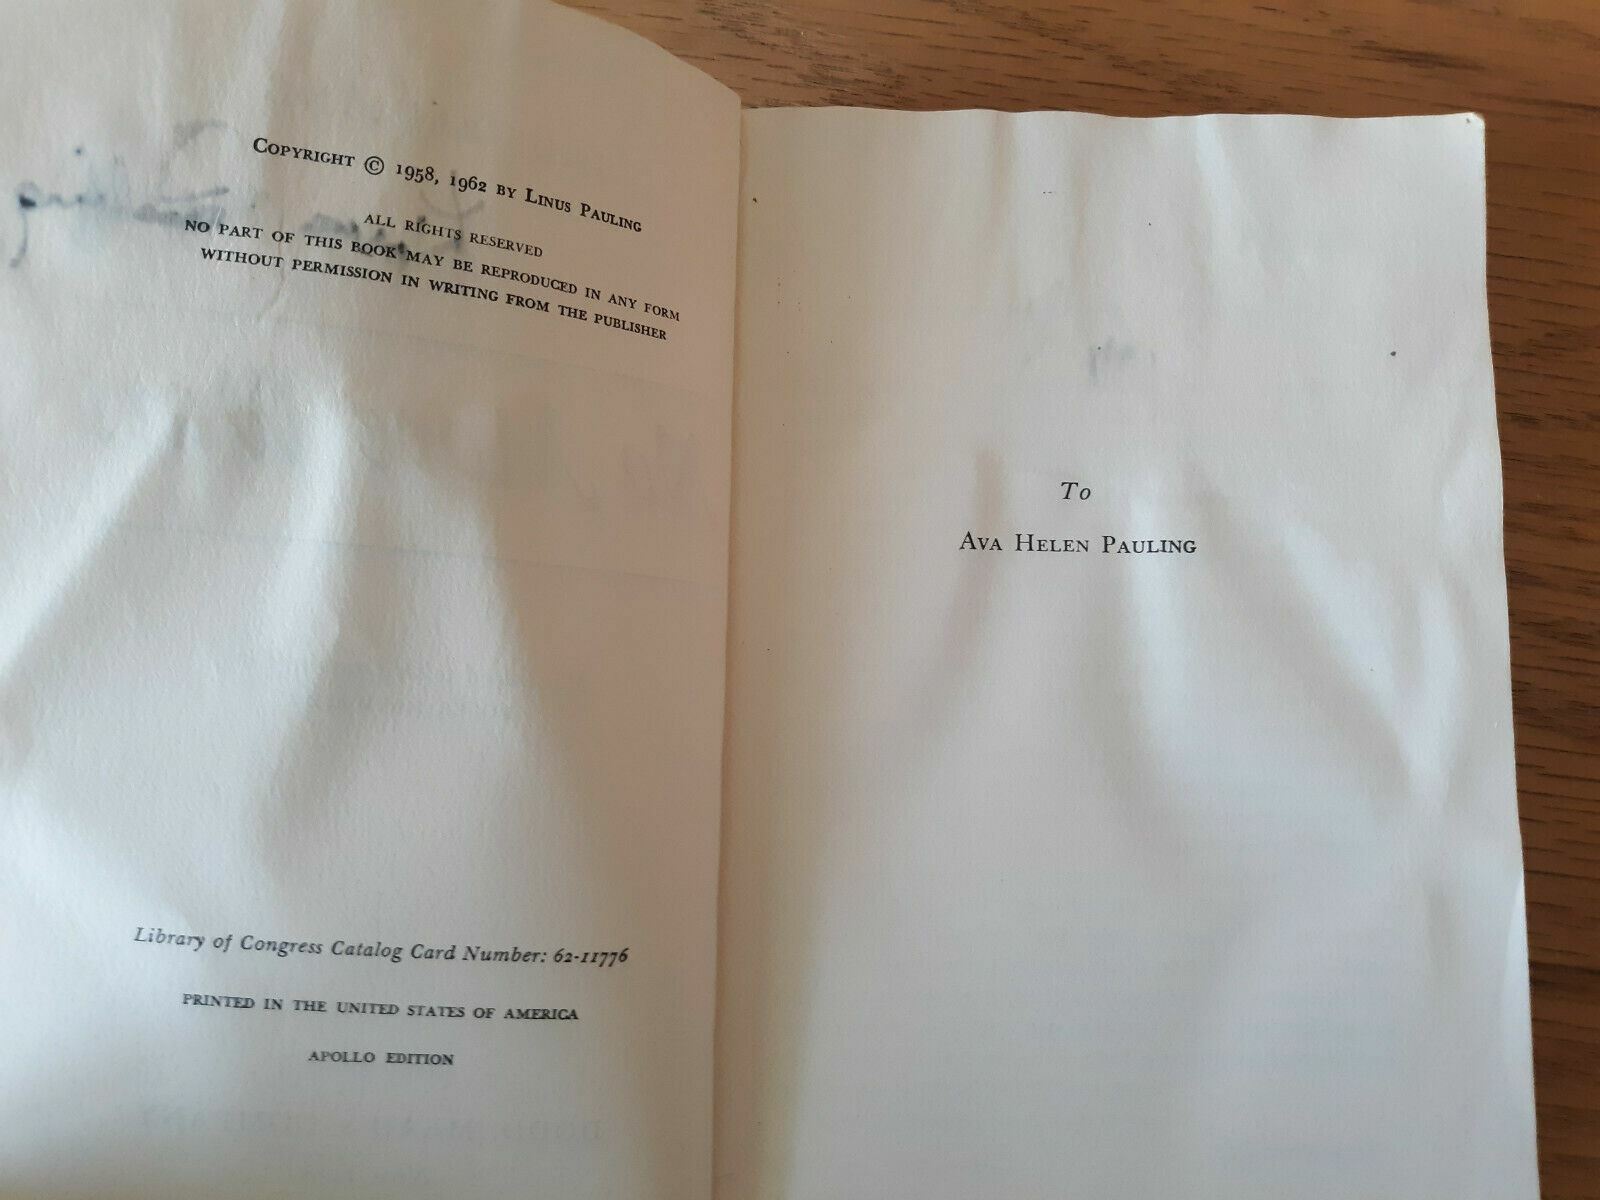 Copyright © 1958, 1962 by Linus Pauling
ALL RIGHTS RESERVED
NO PART OF THIS BOOK MAY BE REPRODUCED IN ANY FORM
WITHOUT PERMISSION IN WRITING FROM THE PUBLISHER
Library of Congress Catalog Card Number: 62-11776
PRINTED IN THE UNITED STATES OF AMERICA
APOLLO EDITION
To
Ava Helen Pauling